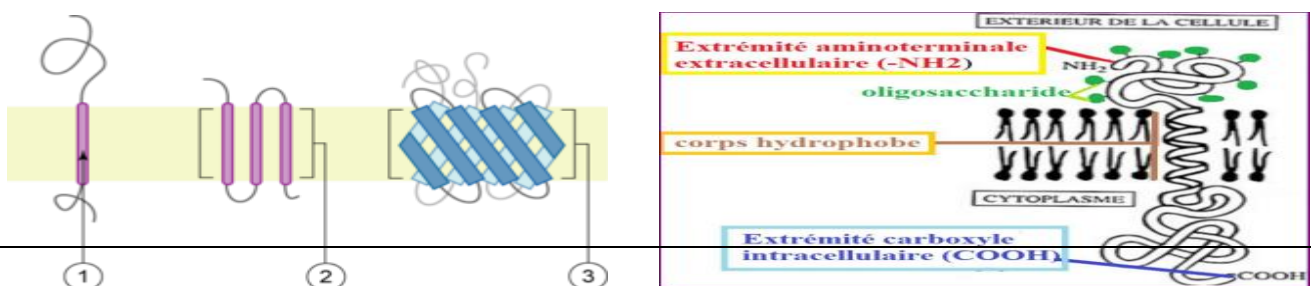 1
2
3
EXTERIEUR DE LA CELLULE
Extrémité aminoterminale
extracellulaire (-NH2)
NH₂
oligosaccharide
corps hydrophobe
CYTOPLASME
Extrémité carboxyle
intracellulaire (COOH)
COOH